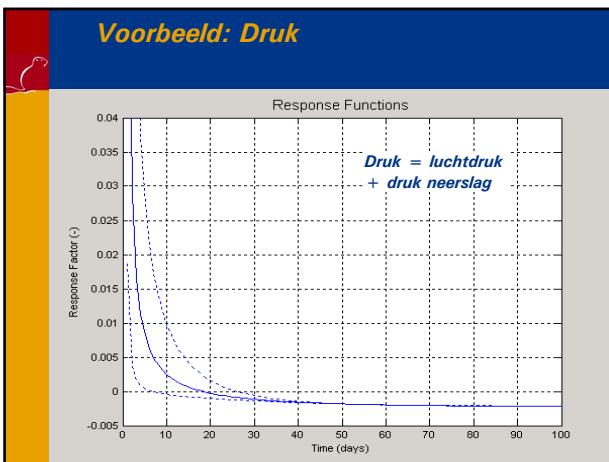 Voorbeeld: Druk
Response Functions
Druk = luchtdruk
+ druk neerslag
0.04
0.035
0.03
0.025
0.02
0.015
0.01
0.005
0
-0.005
Response Factor (-)
0 10 20 30 40 50 60 70 80 90 100
Time (days)